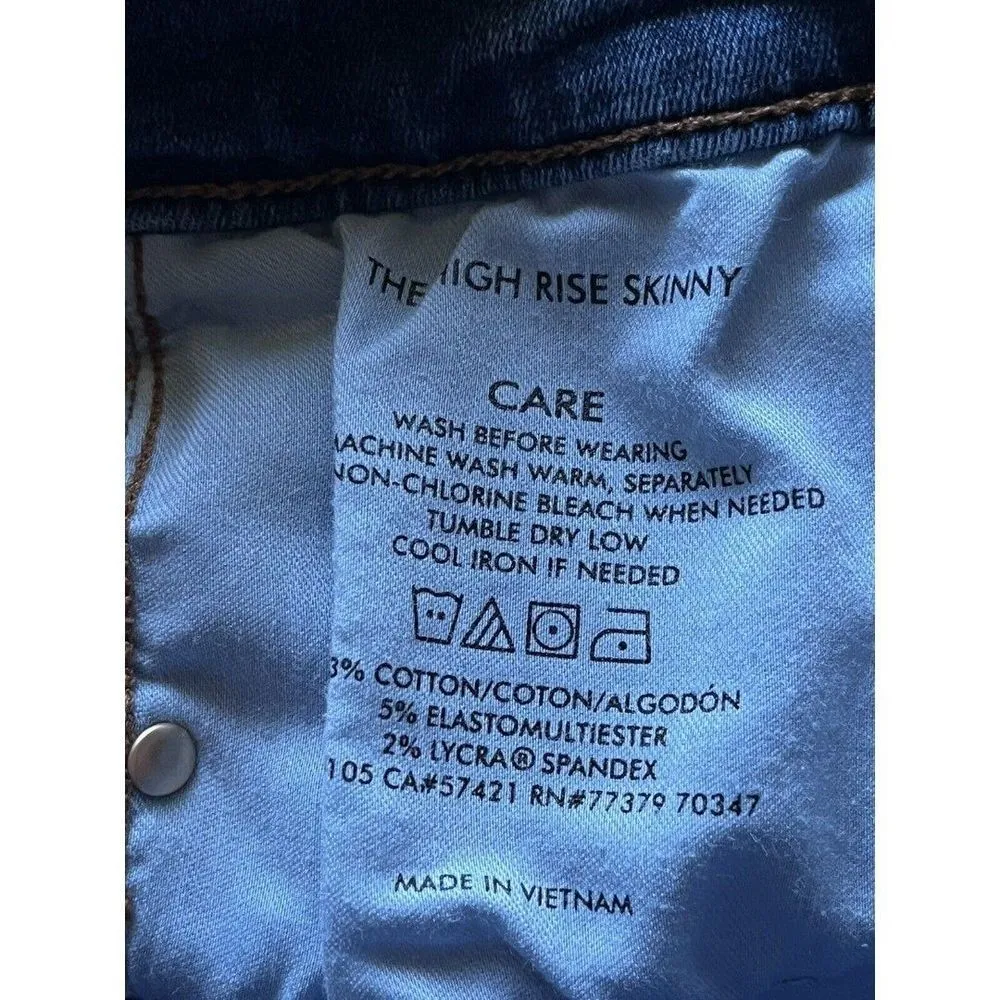 THE HIGH RISE SKINNY
CARE
WASH BEFORE WEARING
MACHINE WASH WARM, SEPARATELY
NON-CHLORINE BLEACH WHEN NEEDED
TUMBLE DRY LOW
COOL IRON IF NEEDED
3% COTTON/COTON/ALGODÓN
5% ELASTOMULTIESTER
2% LYCRA® SPANDEX
105 CA#57421 RN#77379 70347
MADE IN VIETNAM